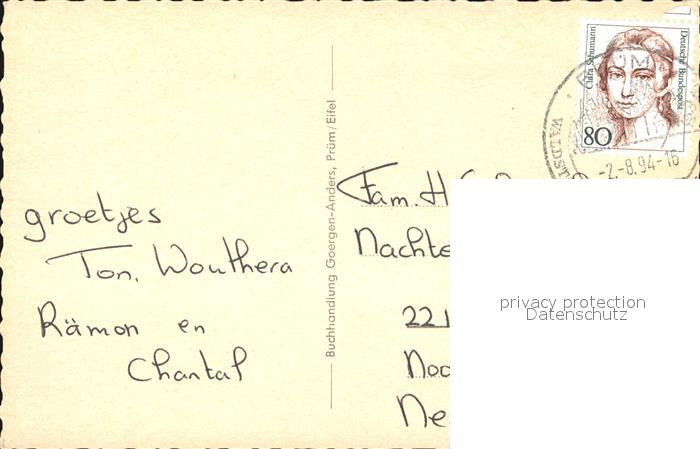 groetjes
Ton, Wouthera
Rämon en
Chantal
Buchhandlung Goergen-Anders, Prüm/Eifel
Clara Schumann
Deutsche Bundespost
80
-2.-8.94-16
Fam. H
Nachte
22
Noo
Ne
privacy protection
Datenschutz